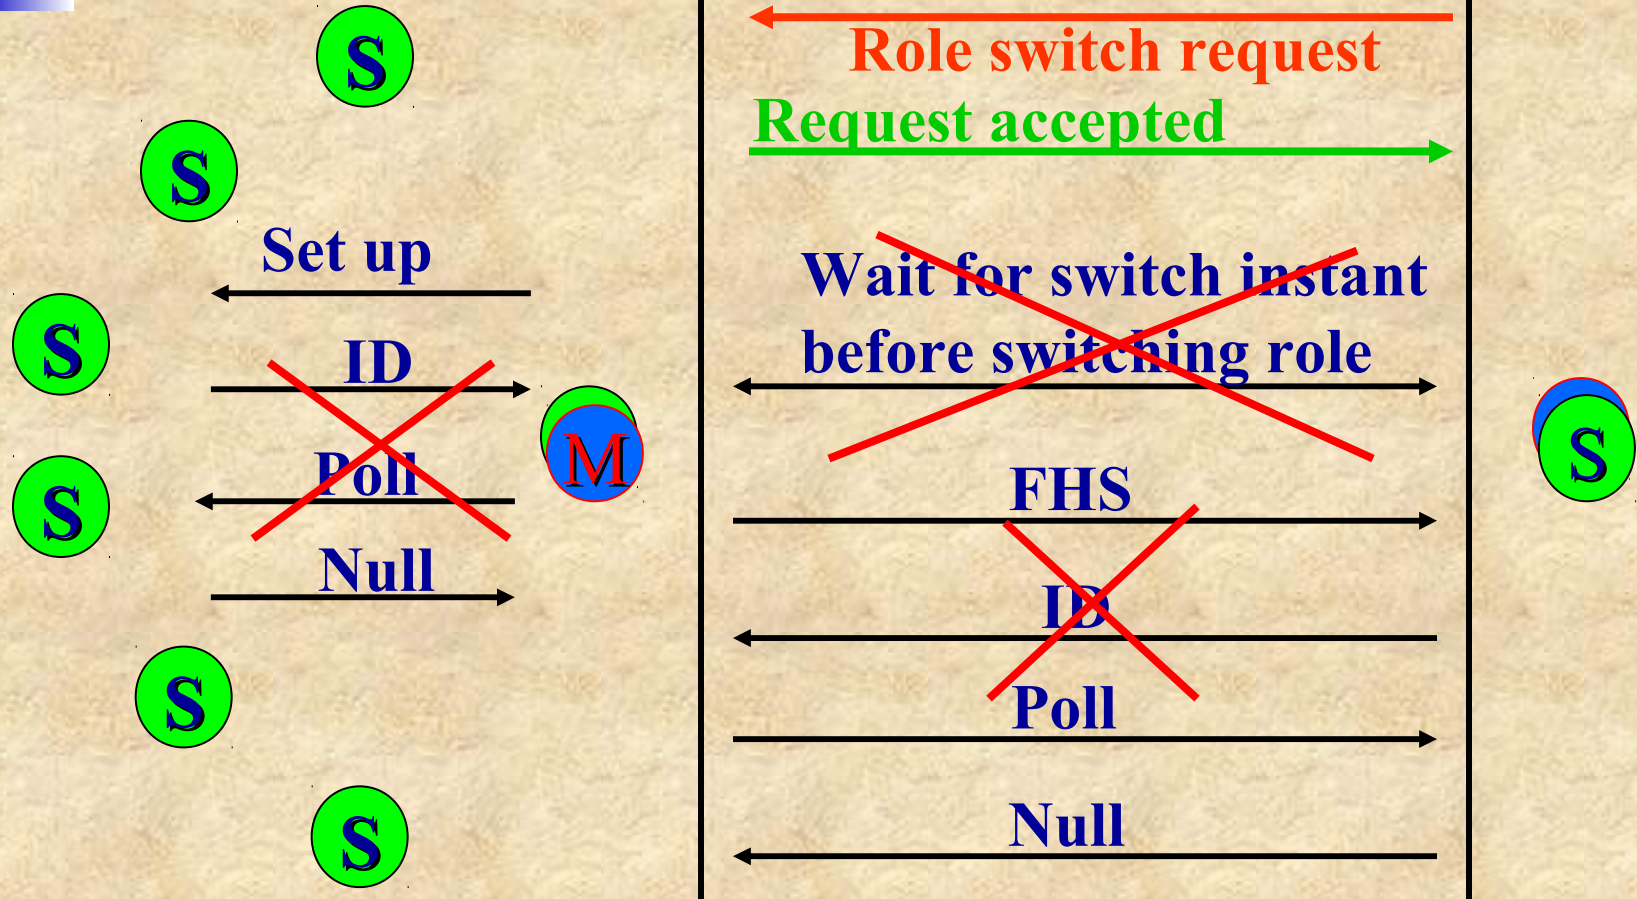 S
Role switch request
Request accepted
S
Set up
Wait for switch instant
before switching role
S
ID
M
S
Poll
FHS
S
Null
ID
S
Poll
S
Null